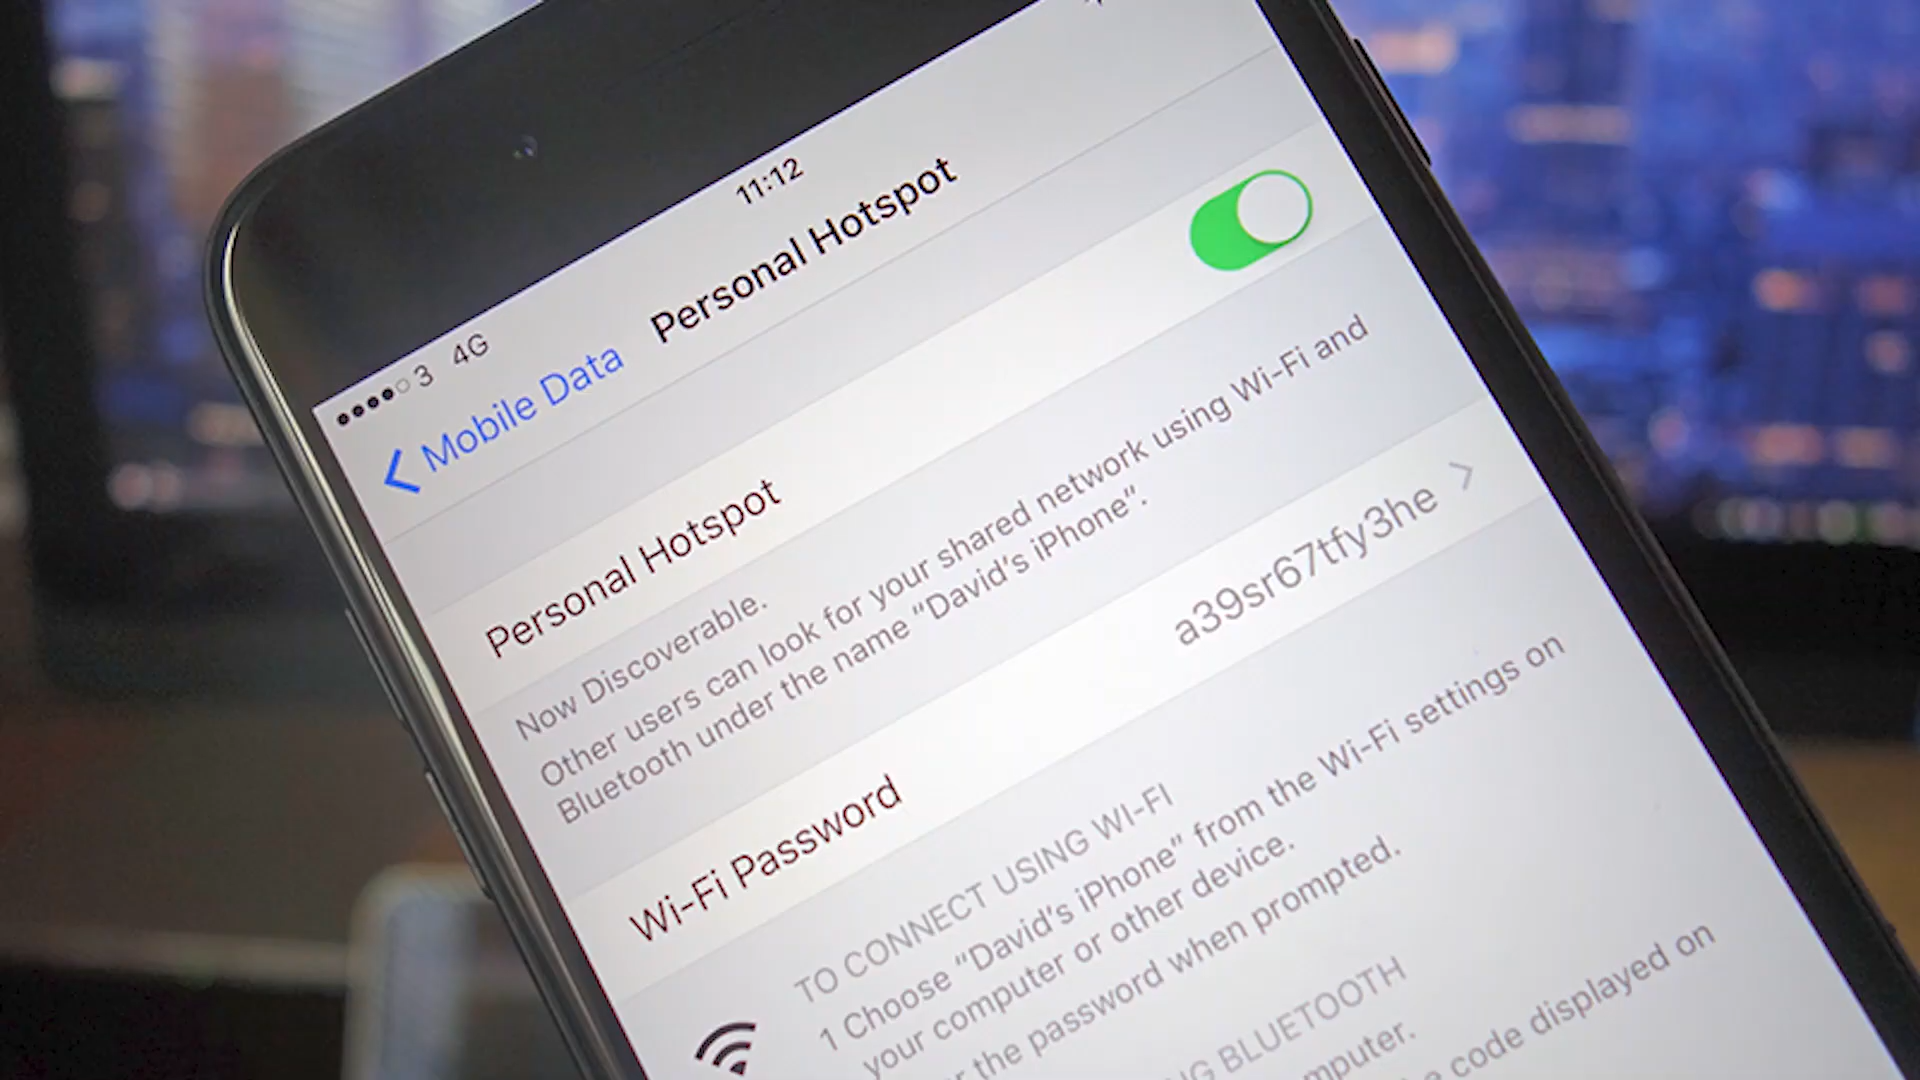 3 4G
11:12
Mobile Data
Personal Hotspot
Personal Hotspot
Now Discoverable.
Other users can look for your shared network using Wi-Fi and
Bluetooth under the name “David’s iPhone”.
Wi-Fi Password
a39sr67tfy3he
TO CONNECT USING WI-FI
1 Choose “David’s iPhone” from the Wi-Fi settings on
your computer or other device.
the password when prompted.
BLUETOOTH
code displayed on